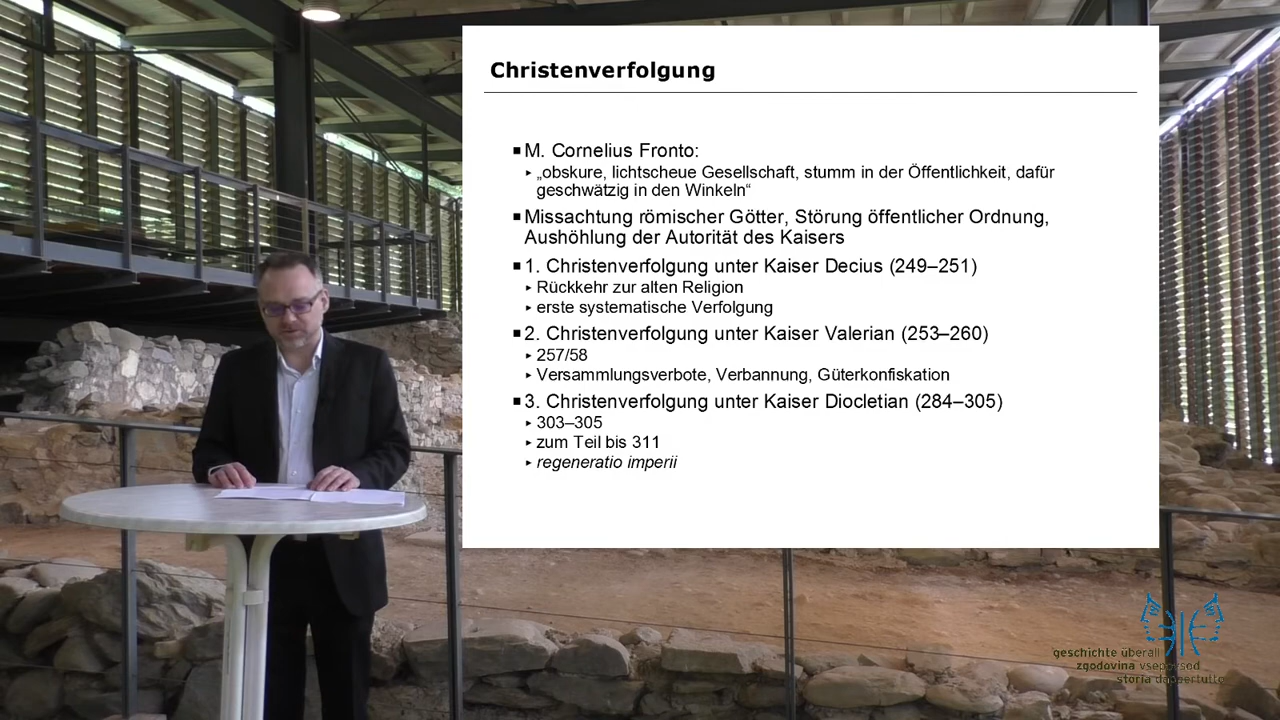 Christenverfolgung
■ M. Cornelius Fronto:
▸ „obskure, lichtscheue Gesellschaft, stumm in der Öffentlichkeit, dafür
geschwätzig in den Winkeln“
■ Missachtung römischer Götter, Störung öffentlicher Ordnung,
Aushöhlung der Autorität des Kaisers
■ 1. Christenverfolgung unter Kaiser Decius (249–251)
▸ Rückkehr zur alten Religion
▸ erste systematische Verfolgung
■ 2. Christenverfolgung unter Kaiser Valerian (253–260)
▸ 257/58
▸ Versammlungsverbote, Verbannung, Güterkonfiskation
■ 3. Christenverfolgung unter Kaiser Diocletian (284–305)
▸ 303–305
▸ zum Teil bis 311
▸ regeneratio imperii
geschichte überall
zgodovina vsepovsod
storia dappertutto